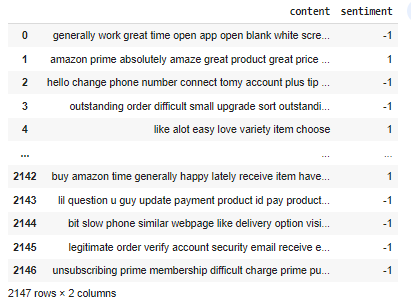 content sentiment
0 generally work great time open app open blank white scre... -1
1 amazon prime absolutely amaze great product great price ... 1
2 hello change phone number connect tomy account plus tip ... -1
3 outstanding order difficult small upgrade sort outstandi... -1
4 like alot easy love variety item choose 1
... ... ...
2142 buy amazon time generally happy lately receive item have... 1
2143 lil question u guy update payment product id pay product... -1
2144 bit slow phone similar webpage like delivery option visi... -1
2145 legitimate order verify account security email receive e... -1
2146 unsubscribing prime membership difficult charge prime pu... -1
2147 rows × 2 columns